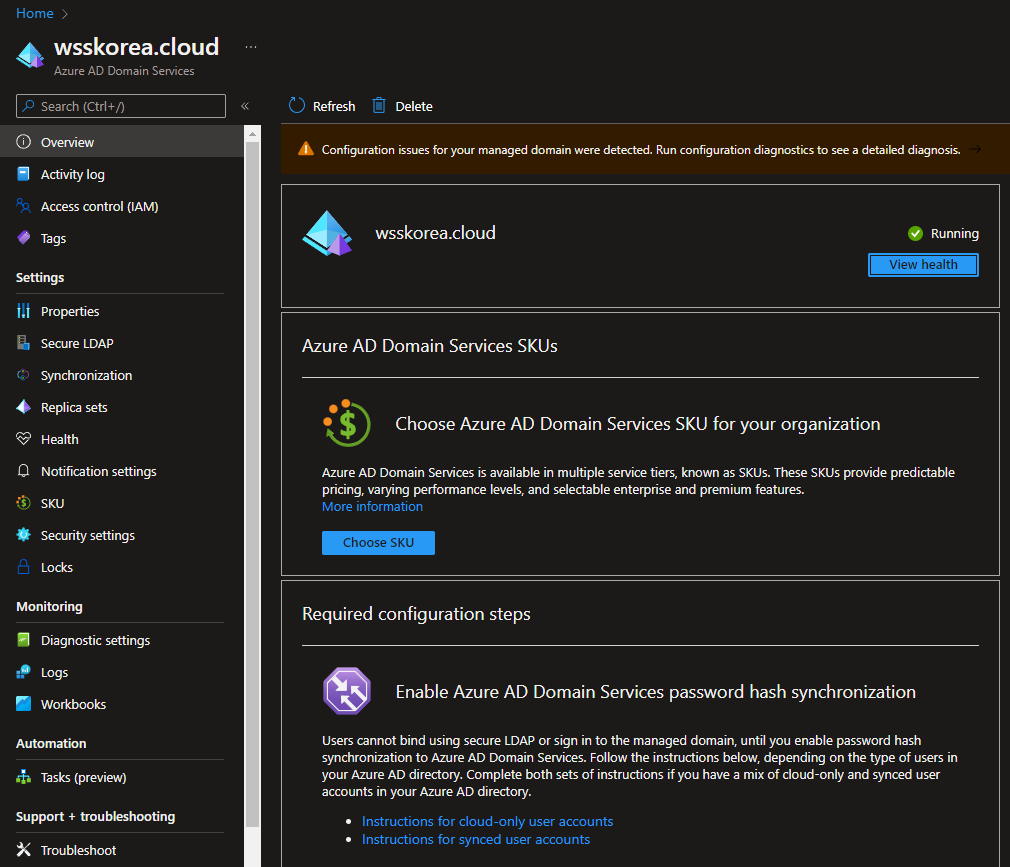 Home >
wsskorea.cloud ...
Azure AD Domain Services
Search (Ctrl+/) «
Overview
Activity log
Access control (IAM)
Tags
Settings
Properties
Secure LDAP
Synchronization
Replica sets
Health
Notification settings
SKU
Security settings
Locks
Monitoring
Diagnostic settings
Logs
Workbooks
Automation
Tasks (preview)
Support + troubleshooting
Troubleshoot
Refresh Delete
Configuration issues for your managed domain were detected. Run configuration diagnostics to see a detailed diagnosis. →
wsskorea.cloud
Running
View health
Azure AD Domain Services SKUs
Choose Azure AD Domain Services SKU for your organization
Azure AD Domain Services is available in multiple service tiers, known as SKUs. These SKUs provide predictable
pricing, varying performance levels, and selectable enterprise and premium features.
More information
Choose SKU
Required configuration steps
Enable Azure AD Domain Services password hash synchronization
Users cannot bind using secure LDAP or sign in to the managed domain, until you enable password hash
synchronization to Azure AD Domain Services. Follow the instructions below, depending on the type of users in
your Azure AD directory. Complete both sets of instructions if you have a mix of cloud-only and synced user
accounts in your Azure AD directory.
• Instructions for cloud-only user accounts
• Instructions for synced user accounts